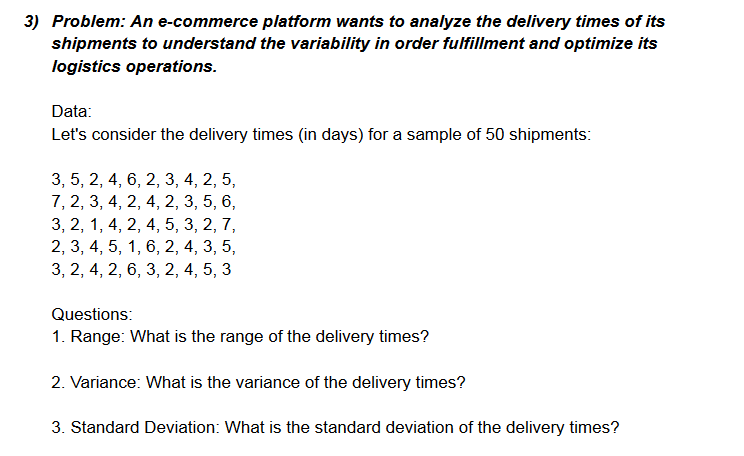 3) Problem: An e-commerce platform wants to analyze the delivery times of its
shipments to understand the variability in order fulfillment and optimize its
logistics operations.
Data:
Let's consider the delivery times (in days) for a sample of 50 shipments:
3, 5, 2, 4, 6, 2, 3, 4, 2, 5,
7, 2, 3, 4, 2, 4, 2, 3, 5, 6,
3, 2, 1, 4, 2, 4, 5, 3, 2, 7,
2, 3, 4, 5, 1, 6, 2, 4, 3, 5,
3, 2, 4, 2, 6, 3, 2, 4, 5, 3
Questions:
1. Range: What is the range of the delivery times?
2. Variance: What is the variance of the delivery times?
3. Standard Deviation: What is the standard deviation of the delivery times?